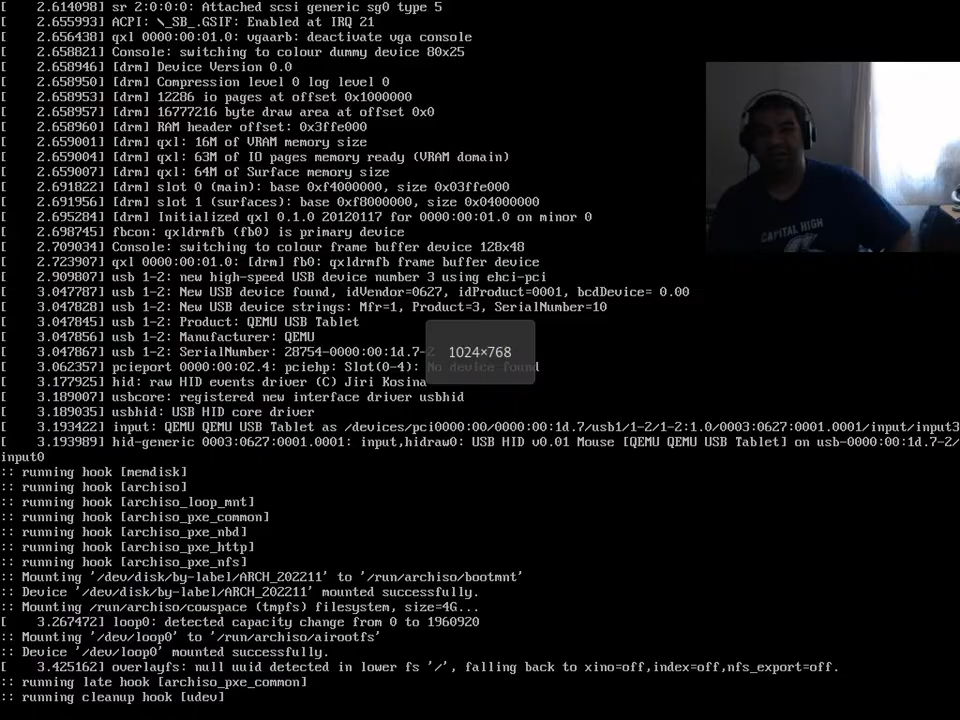 [    2.614098] sr 2:0:0:0: Attached scsi generic sg0 type 5
[    2.655993] ACPI: \_SB_.GSIF: Enabled at IRQ 21
[    2.656438] qxl 0000:00:01.0: vgaarb: deactivate vga console
[    2.658821] Console: switching to colour dummy device 80x25
[    2.658946] [drm] Device Version 0.0
[    2.658950] [drm] Compression level 0 log level 0
[    2.658953] [drm] 12286 io pages at offset 0x1000000
[    2.658957] [drm] 16777216 byte draw area at offset 0x0
[    2.658960] [drm] RAM header offset: 0x3ffe000
[    2.659001] [drm] qxl: 16M of VRAM memory size
[    2.659004] [drm] qxl: 63M of IO pages memory ready (VRAM domain)
[    2.659007] [drm] qxl: 64M of Surface memory size
[    2.691822] [drm] slot 0 (main): base 0xf4000000, size 0x03ffe000
[    2.691956] [drm] slot 1 (surfaces): base 0xf8000000, size 0x04000000
[    2.695284] [drm] Initialized qxl 0.1.0 20120117 for 0000:00:01.0 on minor 0
[    2.698745] fbcon: qxldrmfb (fb0) is primary device
[    2.709034] Console: switching to colour frame buffer device 128x48
[    2.723907] qxl 0000:00:01.0: [drm] fb0: qxldrmfb frame buffer device
[    2.909807] usb 1-2: new high-speed USB device number 3 using ehci-pci
[    3.047787] usb 1-2: New USB device found, idVendor=0627, idProduct=0001, bcdDevice= 0.00
[    3.047828] usb 1-2: New USB device strings: Mfr=1, Product=3, SerialNumber=10
[    3.047845] usb 1-2: Product: QEMU USB Tablet
[    3.047856] usb 1-2: Manufacturer: QEMU
[    3.047867] usb 1-2: SerialNumber: 28754-0000:00:1d.7-2
[    3.062357] pcieport 0000:00:02.4: pciehp: Slot(0-4): No device found
[    3.177925] hid: raw HID events driver (C) Jiri Kosina
[    3.189007] usbcore: registered new interface driver usbhid
[    3.189035] usbhid: USB HID core driver
[    3.193422] input: QEMU QEMU USB Tablet as /devices/pci0000:00/0000:00:1d.7/usb1/1-2/1-2:1.0/0003:0627:0001.0001/input/input3
[    3.193989] hid-generic 0003:0627:0001.0001: input,hidraw0: USB HID v0.01 Mouse [QEMU QEMU USB Tablet] on usb-0000:00:1d.7-2/
input0
:: running hook [memdisk]
:: running hook [archiso]
:: running hook [archiso_loop_mnt]
:: running hook [archiso_pxe_common]
:: running hook [archiso_pxe_nbd]
:: running hook [archiso_pxe_http]
:: running hook [archiso_pxe_nfs]
:: Mounting '/dev/disk/by-label/ARCH_202211' to '/run/archiso/bootmnt'
:: Device '/dev/disk/by-label/ARCH_202211' mounted successfully.
:: Mounting /run/archiso/cowspace (tmpfs) filesystem, size=4G...
[    3.267472] loop0: detected capacity change from 0 to 1960920
:: Mounting '/dev/loop0' to '/run/archiso/airootfs'
:: Device '/dev/loop0' mounted successfully.
[    3.425162] overlayfs: null uuid detected in lower fs '/', falling back to xino=off,index=off,nfs_export=off.
:: running late hook [archiso_pxe_common]
:: running cleanup hook [udev]
1024×768
CAPITAL HIGH